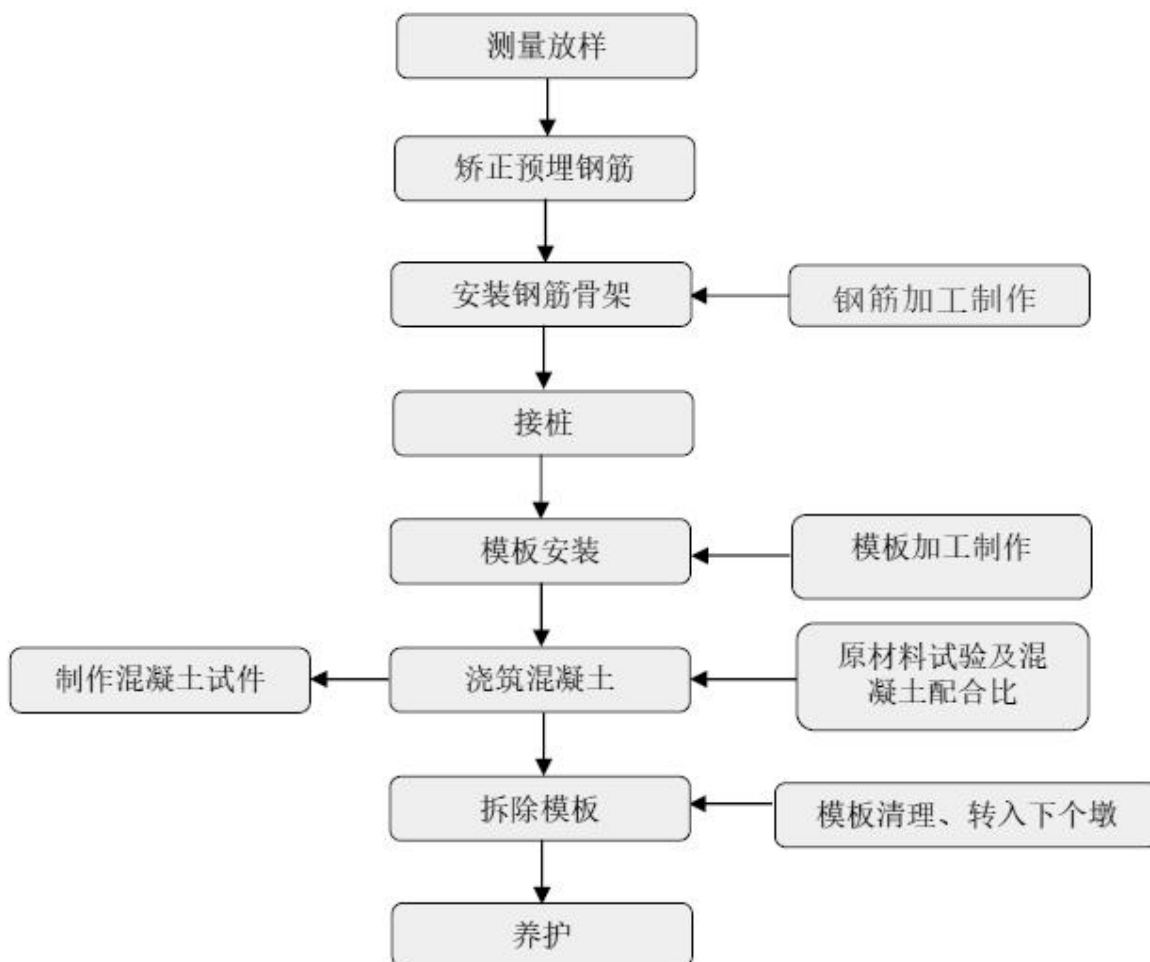 测量放样
矫正预埋钢筋
安装钢筋骨架
钢筋加工制作
接桩
模板安装
模板加工制作
制作混凝土试件
浇筑混凝土
原材料试验及混
凝土配合比
拆除模板
模板清理、转入下个墩
养护